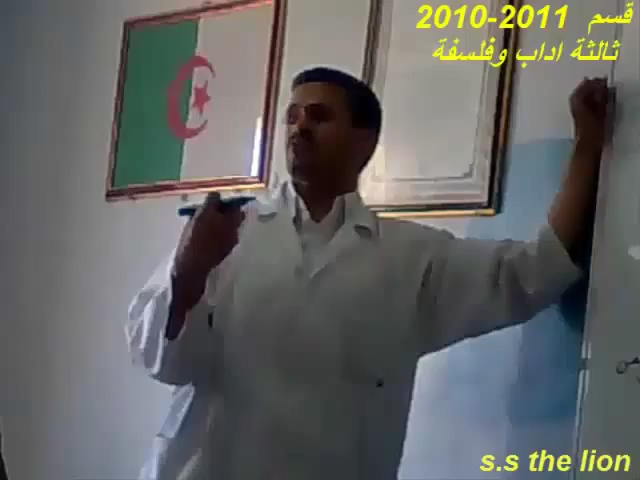 قسم 2010-2011
ثالثة اداب وفلسفة
s.s the lion